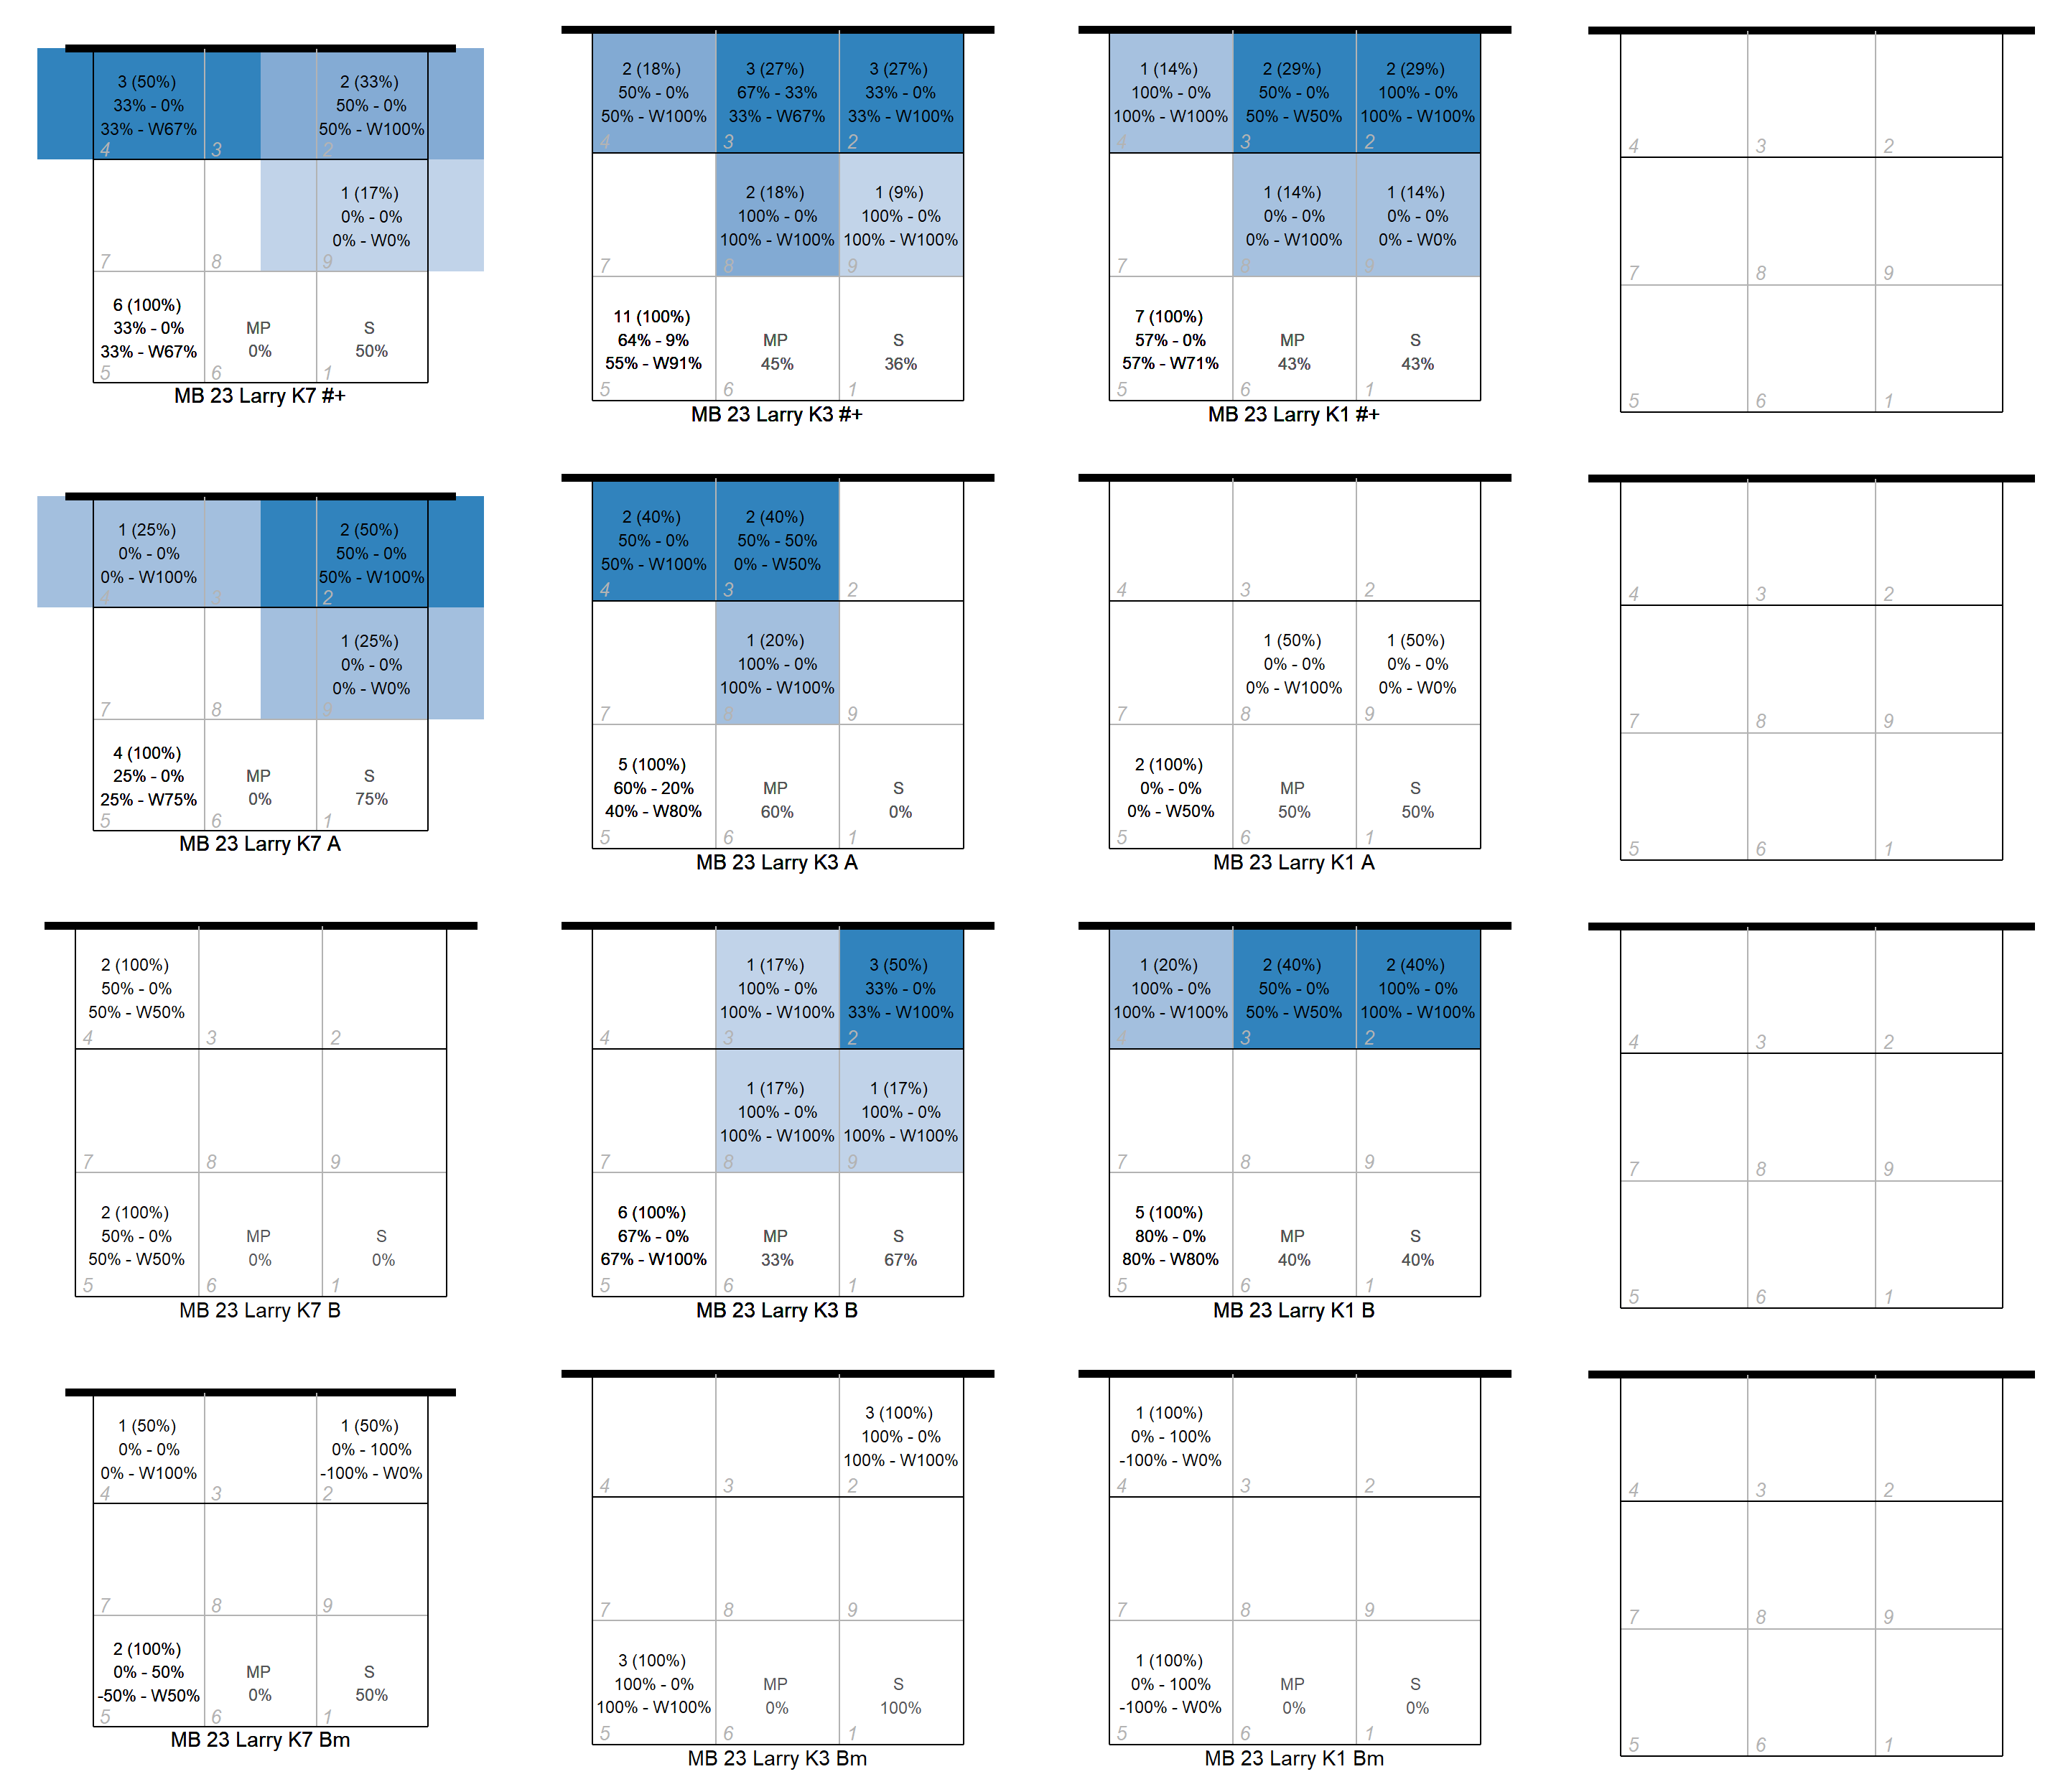 3 (50%)
33% - 0%
33% - W67%
4
3
2 (33%)
50% - 0%
50% - W100%
2
7
8
1 (17%)
0% - 0%
0% - W0%
9
6 (100%)
33% - 0%
33% - W67%
5
MP
0%
6
S
50%
1
MB 23 Larry K7 #+
2 (18%)
50% - 0%
50% - W100%
4
3 (27%)
67% - 33%
33% - W67%
3
3 (27%)
33% - 0%
33% - W100%
2
7
2 (18%)
100% - 0%
100% - W100%
8
1 (9%)
100% - 0%
100% - W100%
9
11 (100%)
64% - 9%
55% - W91%
5
MP
45%
6
S
36%
1
MB 23 Larry K3 #+
1 (14%)
100% - 0%
100% - W100%
4
2 (29%)
50% - 0%
50% - W50%
3
2 (29%)
100% - 0%
100% - W100%
2
7
1 (14%)
0% - 0%
0% - W100%
8
1 (14%)
0% - 0%
0% - W0%
9
7 (100%)
57% - 0%
57% - W71%
5
MP
43%
6
S
43%
1
MB 23 Larry K1 #+
4
3
2
7
8
9
5
6
1
1 (25%)
0% - 0%
0% - W100%
4
3
2 (50%)
50% - 0%
50% - W100%
2
7
8
1 (25%)
0% - 0%
0% - W0%
9
4 (100%)
25% - 0%
25% - W75%
5
MP
0%
6
S
75%
1
MB 23 Larry K7 A
2 (40%)
50% - 0%
50% - W100%
4
2 (40%)
50% - 50%
0% - W50%
3
2
7
1 (20%)
100% - 0%
100% - W100%
8
9
5 (100%)
60% - 20%
40% - W80%
5
MP
60%
6
S
0%
1
MB 23 Larry K3 A
4
3
2
7
1 (50%)
0% - 0%
0% - W100%
8
1 (50%)
0% - 0%
0% - W0%
9
2 (100%)
0% - 0%
0% - W50%
5
MP
50%
6
S
50%
1
MB 23 Larry K1 A
4
3
2
7
8
9
5
6
1
2 (100%)
50% - 0%
50% - W50%
4
3
2
7
8
9
2 (100%)
50% - 0%
50% - W50%
5
MP
0%
6
S
0%
1
MB 23 Larry K7 B
4
1 (17%)
100% - 0%
100% - W100%
3
3 (50%)
33% - 0%
33% - W100%
2
7
1 (17%)
100% - 0%
100% - W100%
8
1 (17%)
100% - 0%
100% - W100%
9
6 (100%)
67% - 0%
67% - W100%
5
MP
33%
6
S
67%
1
MB 23 Larry K3 B
1 (20%)
100% - 0%
100% - W100%
4
2 (40%)
50% - 0%
50% - W50%
3
2 (40%)
100% - 0%
100% - W100%
2
7
8
9
5 (100%)
80% - 0%
80% - W80%
5
MP
40%
6
S
40%
1
MB 23 Larry K1 B
4
3
2
7
8
9
5
6
1
1 (50%)
0% - 0%
0% - W100%
4
3
1 (50%)
0% - 100%
-100% - W0%
2
7
8
9
2 (100%)
0% - 50%
-50% - W50%
5
MP
0%
6
S
50%
1
MB 23 Larry K7 Bm
4
3
3 (100%)
100% - 0%
100% - W100%
2
7
8
9
3 (100%)
100% - 0%
100% - W100%
5
MP
0%
6
S
100%
1
MB 23 Larry K3 Bm
1 (100%)
0% - 100%
-100% - W0%
4
3
2
7
8
9
1 (100%)
0% - 100%
-100% - W0%
5
MP
0%
6
S
0%
1
MB 23 Larry K1 Bm
4
3
2
7
8
9
5
6
1